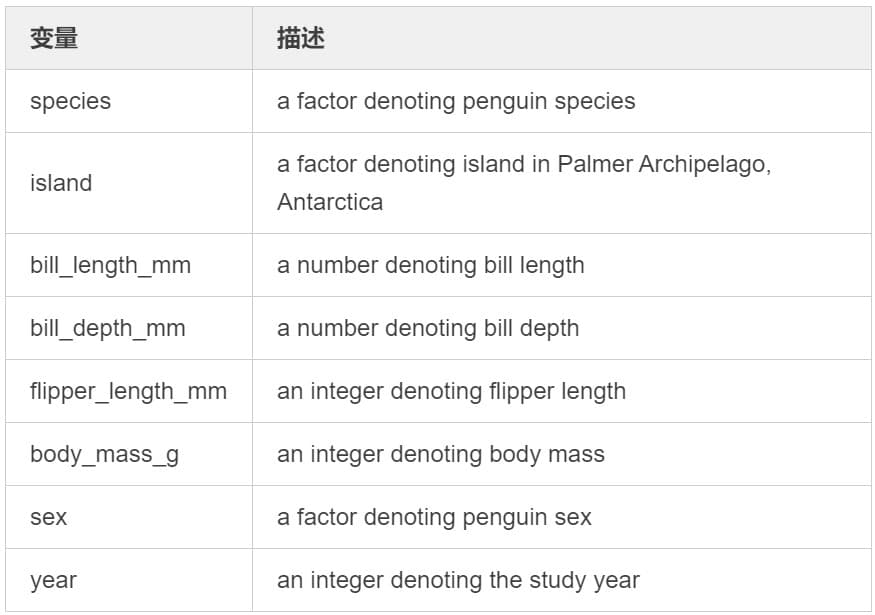 变量 描述
species a factor denoting penguin species
island a factor denoting island in Palmer Archipelago,
Antarctica
bill_length_mm a number denoting bill length
bill_depth_mm a number denoting bill depth
flipper_length_mm an integer denoting flipper length
body_mass_g an integer denoting body mass
sex a factor denoting penguin sex
year an integer denoting the study year